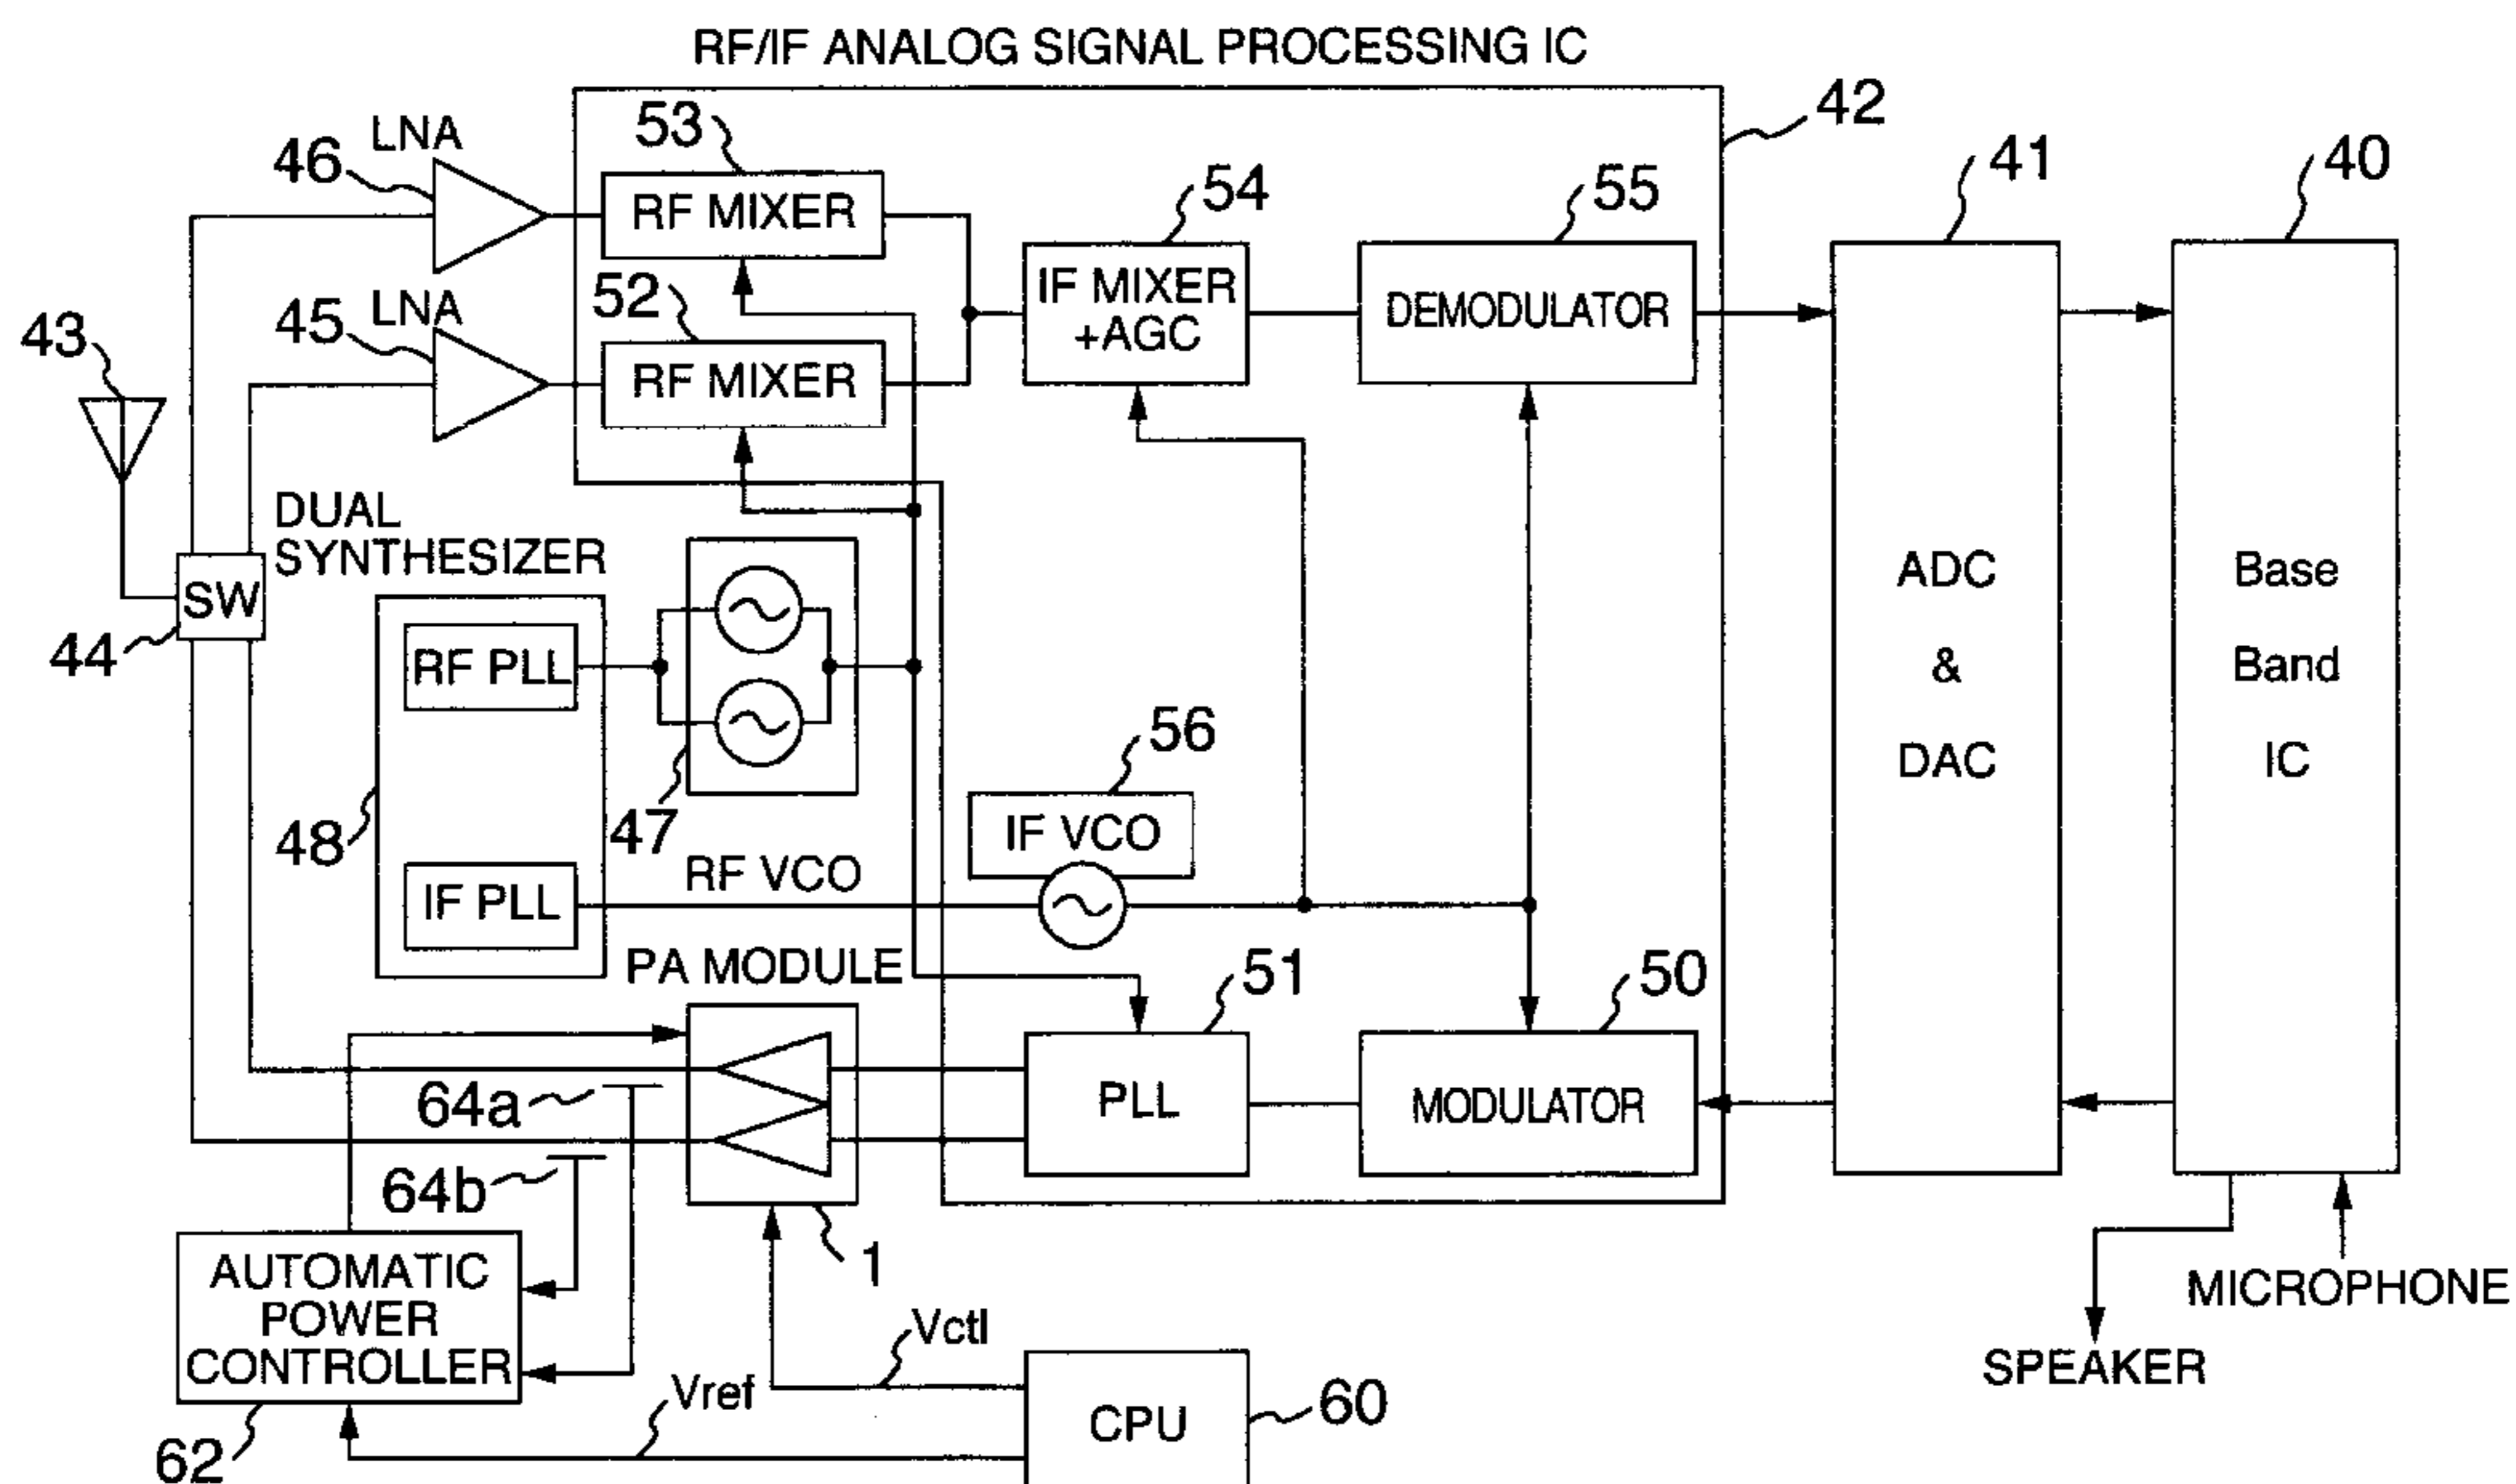 RF/IF ANALOG SIGNAL PROCESSING IC
42
LNA
46
53
RF MIXER
54
55
41
40
LNA
45
52
RF MIXER
IF MIXER
+AGC
DEMODULATOR
43
DUAL
SYNTHESIZER
SW
44
RF PLL
48
47
RF VCO
IF PLL
56
IF VCO
ADC
&
DAC
Base
Band
IC
PA MODULE
51
50
PLL
MODULATOR
64a
64b
1
AUTOMATIC
POWER
CONTROLLER
62
Vctl
Vref
CPU
60
MICROPHONE
SPEAKER